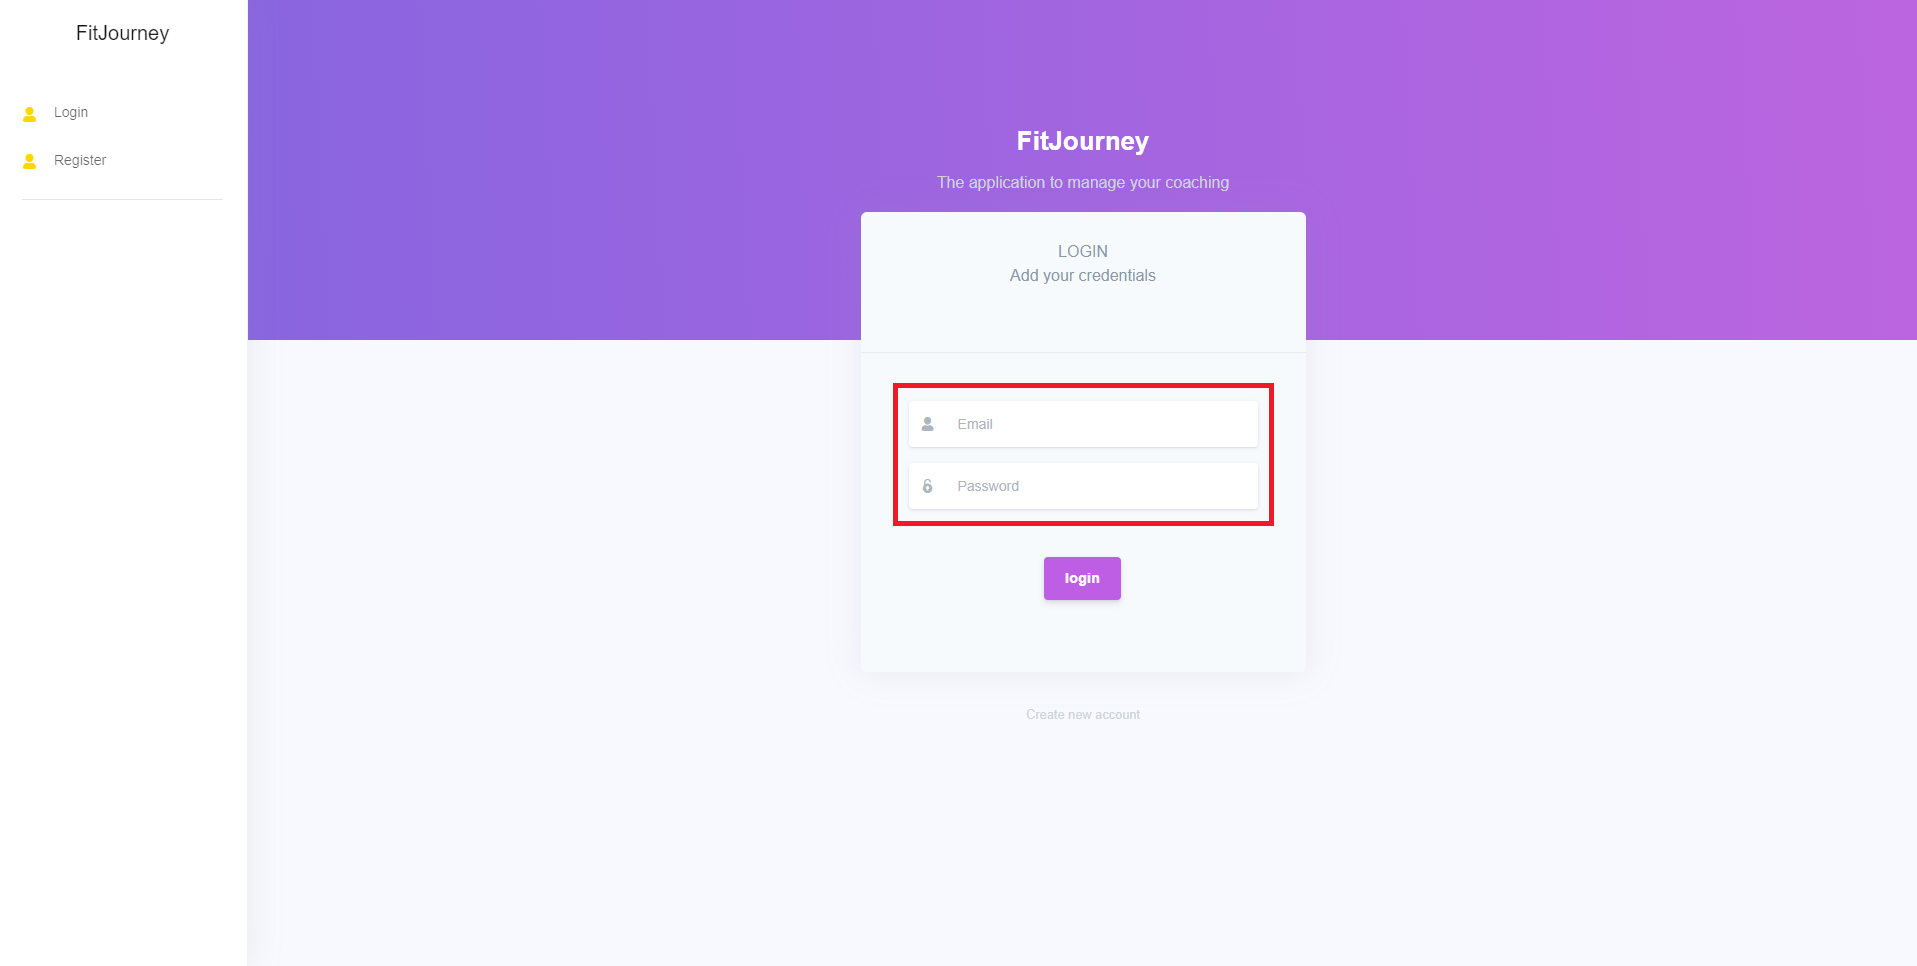 FitJourney
Login
Register
FitJourney
The application to manage your coaching
LOGIN
Add your credentials
Email
Password
login
Create new account